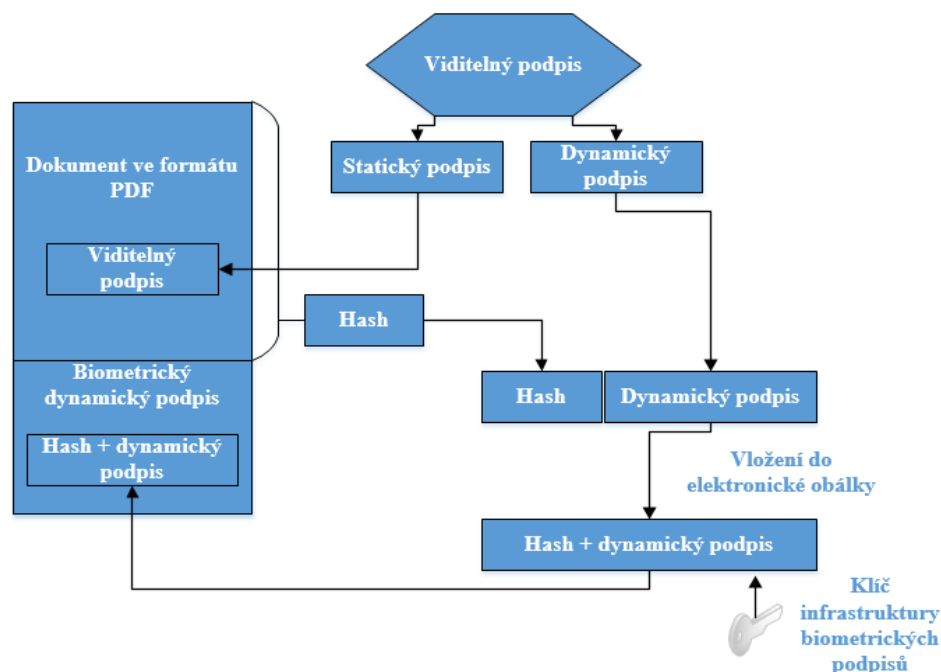 Viditelný podpis
Statický podpis
Dynamický
podpis
Dokument ve formátu
PDF
Viditelný
podpis
Hash
Biometrický
dynamický podpis
Hash + dynamický
podpis
Hash
Dynamický podpis
Vložení do
elektronické obálky
Hash + dynamický podpis
Klíč
infrastruktury
biometrických
podpisů